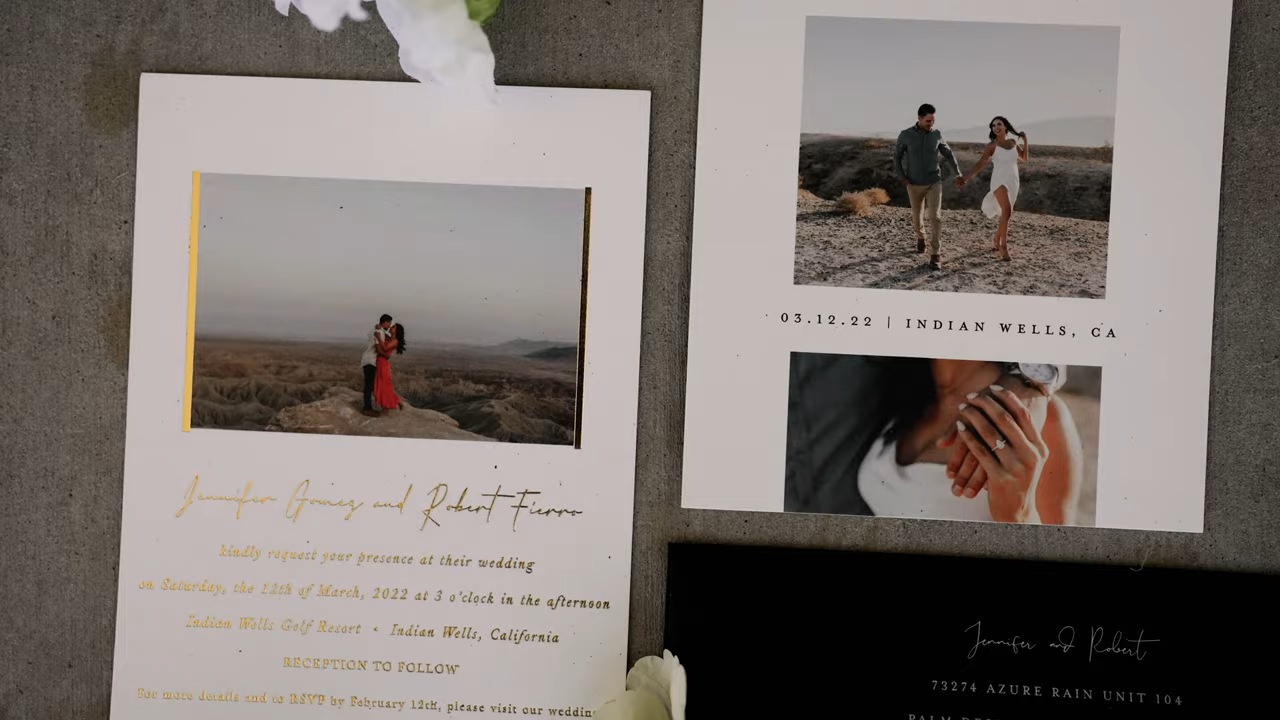 Jennifer Gomez and Robert Fierro
kindly request your presence at their wedding
on Saturday, the 12th of March, 2022 at 3 o'clock in the afternoon
Indian Wells Golf Resort • Indian Wells, California
RECEPTION TO FOLLOW
For more details and to RSVP by February 12th, please visit our wedding
03.12.22 | INDIAN WELLS, CA
Jennifer and Robert
73274 AZURE RAIN UNIT 104
PALM